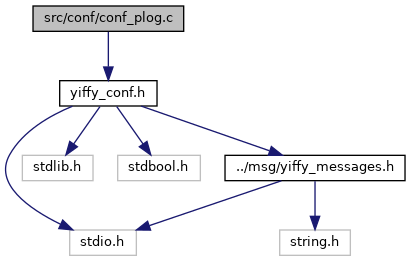 src/conf/conf_plog.c
yiffy_conf.h
stdlib.h
stdbool.h
../msg/yiffy_messages.h
stdio.h
string.h